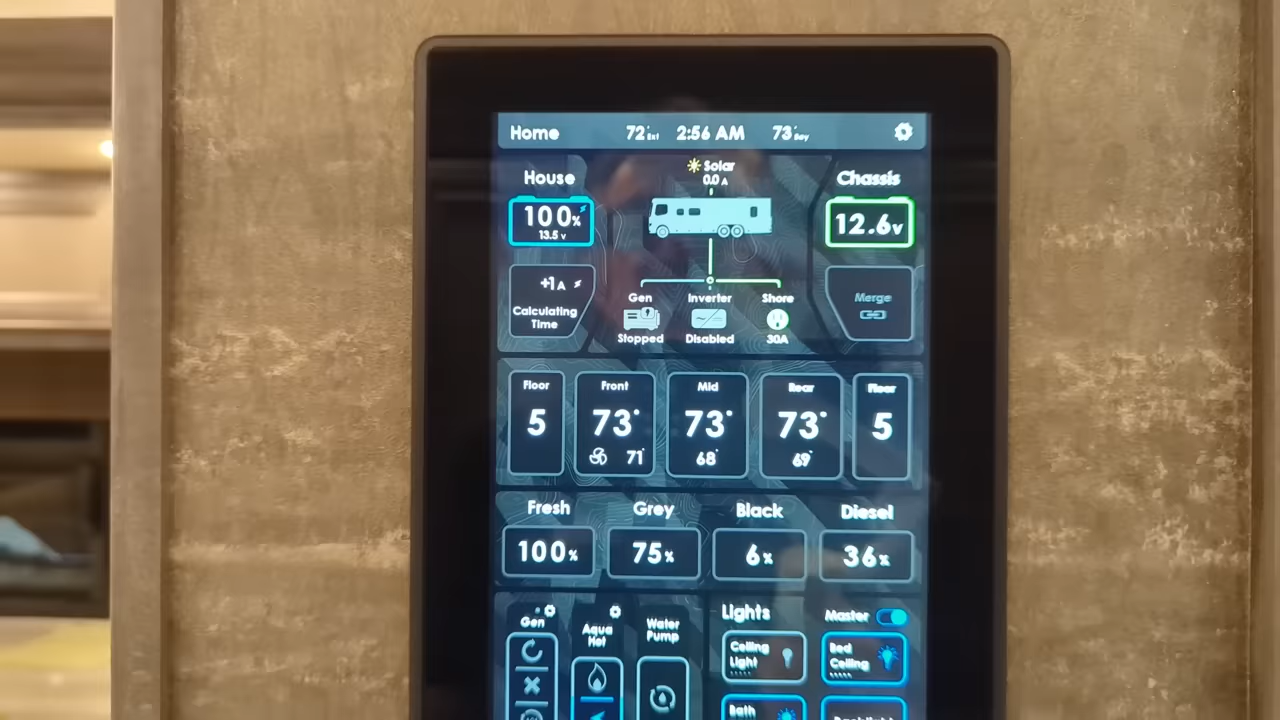 Home 72° Ext 2:56 AM 73° Bay
Solar
0.0 A
House
Chassis
100%
13.5 v
12.6v
+1A
Calculating
Time
Gen Inverter Shore
Stopped Disabled 30A
Merge
Floor Front Mid Rear Floor
5 73° 73° 73° 5
71° 68° 69°
Fresh Grey Black Diesel
100% 75% 6% 36%
Gen
Aqua
Hot
Water
Pump
Lights Master
Ceiling
Light
Bed
Ceiling
Bath